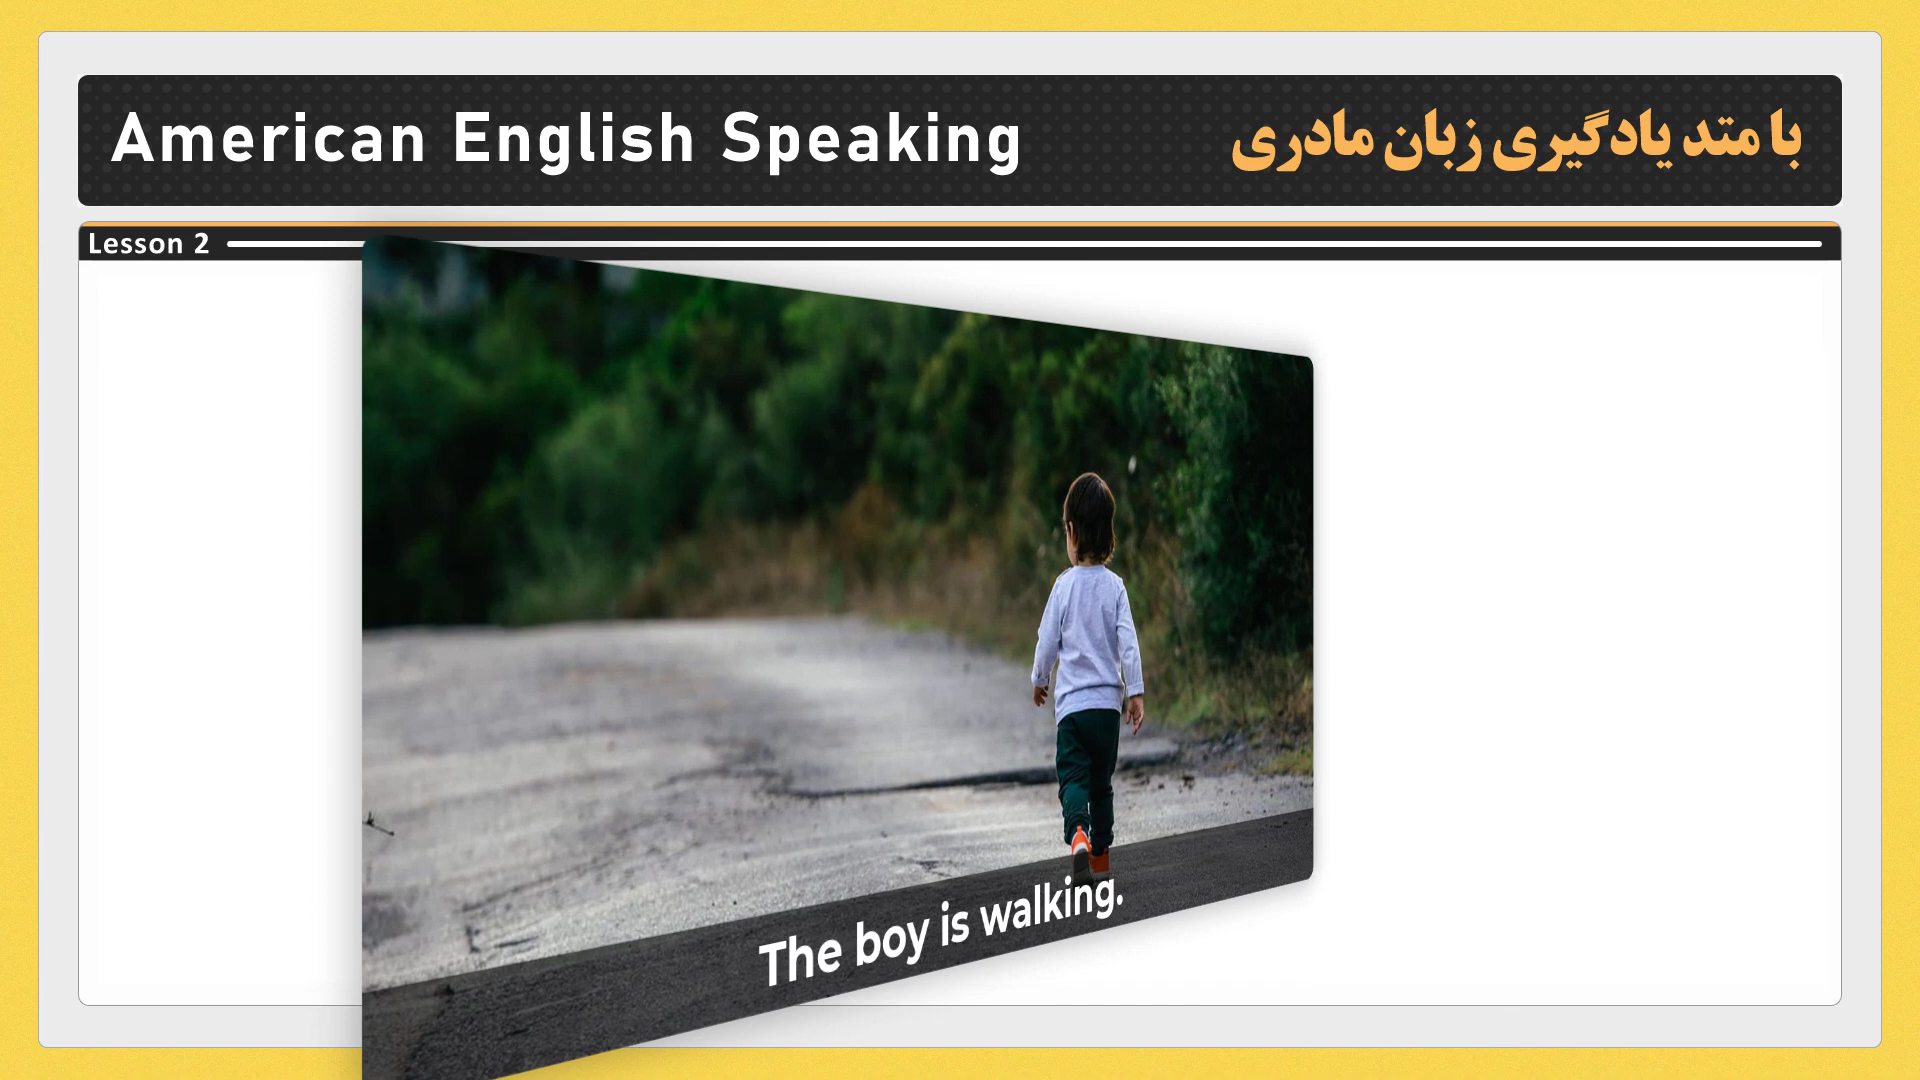 American English Speaking
با متد یادگیری زبان مادری
Lesson 2
The boy is walking.